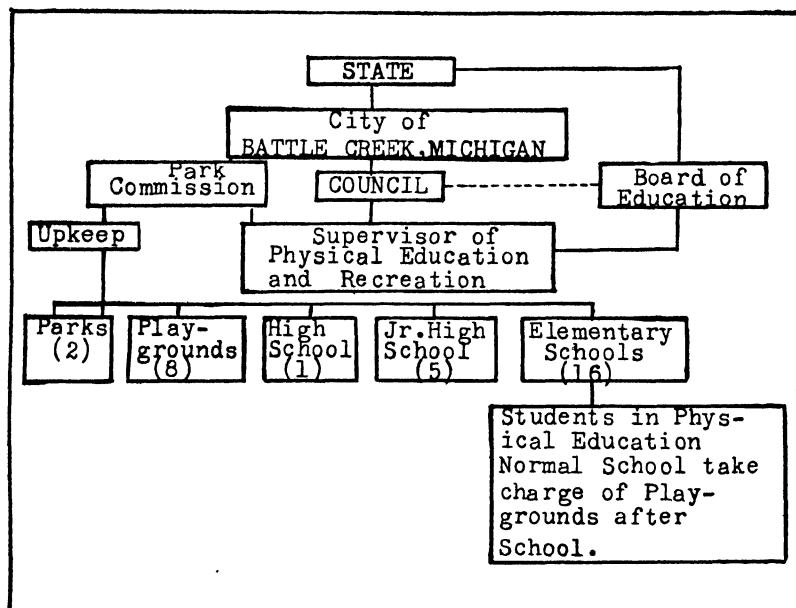 STATE
City of
BATTLE CREEK,MICHIGAN
Park
Commission
COUNCIL
Board of
Education
Upkeep
Supervisor of
Physical Education
and Recreation
Parks
(2)
Play-
grounds
(8)
High
School
(1)
Jr.High
School
(5)
Elementary
Schools
(16)
Students in Phys-
ical Education
Normal School take
charge of Play-
grounds after
School.